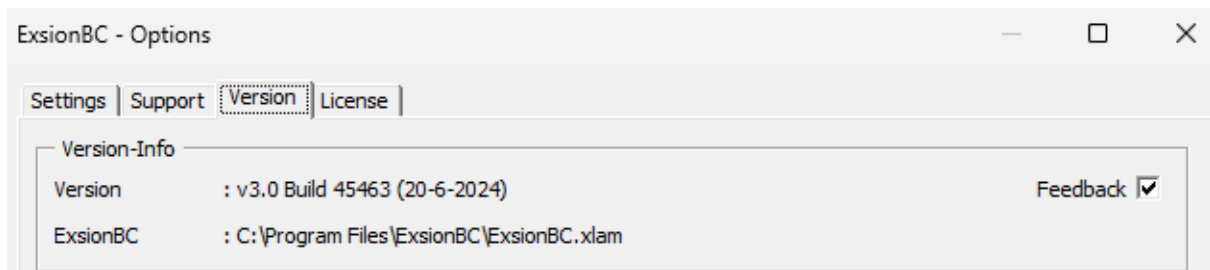 ExsionBC - Options
Settings Support Version License
Version-Info
Version : v3.0 Build 45463 (20-6-2024) Feedback
ExsionBC : C:\Program Files\ExsionBC\ExsionBC.xlam